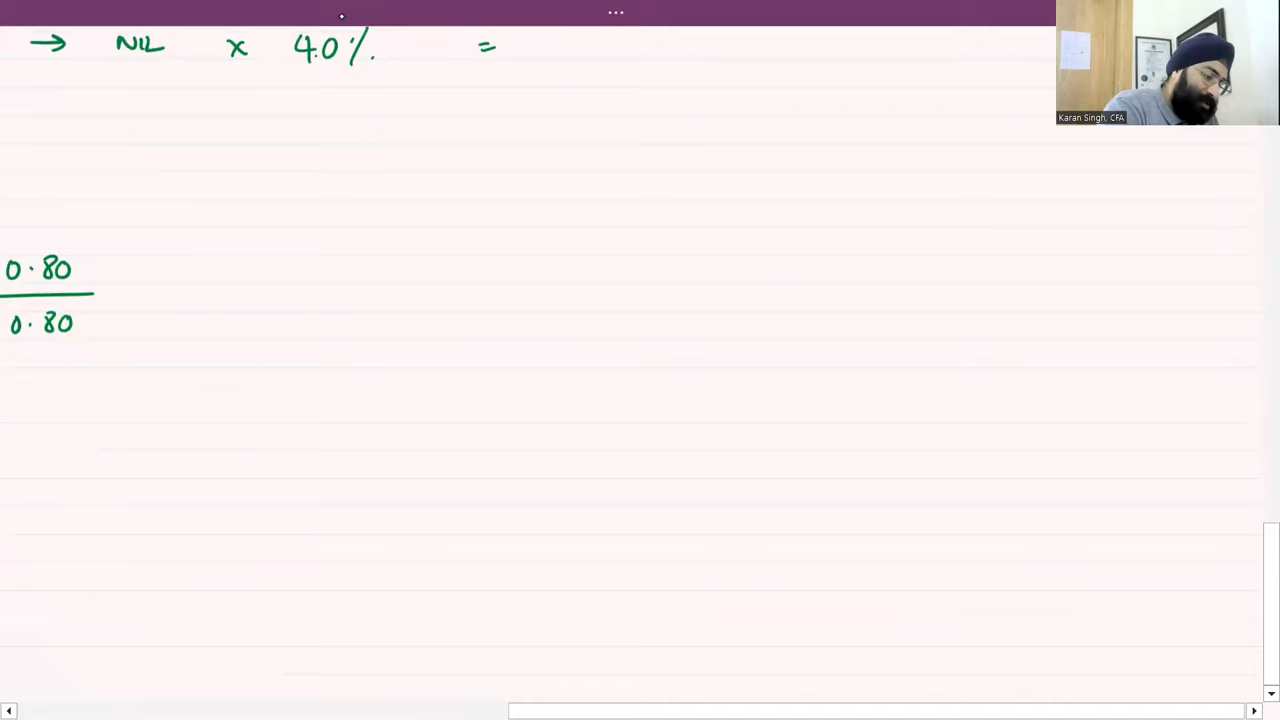 → NIL x 40% =
Karan Singh, CFA
0.80
0.80